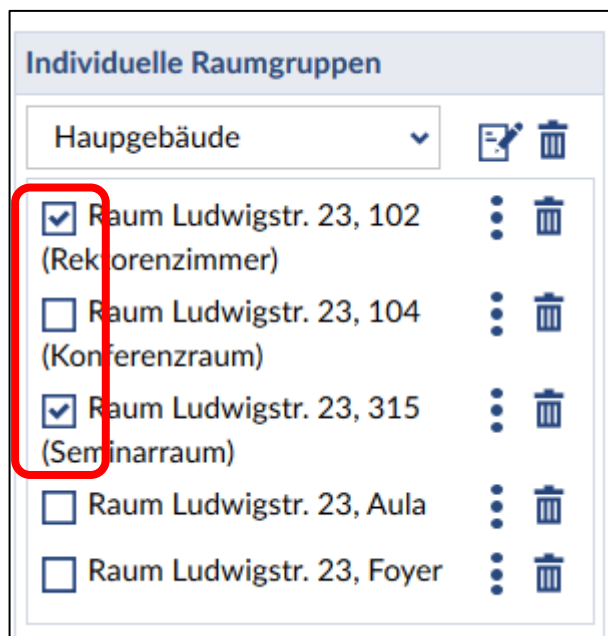 Individuelle Raumgruppen
Haupgebäude
Raum Ludwigstr. 23, 102
(Rektorenzimmer)
Raum Ludwigstr. 23, 104
(Konferenzraum)
Raum Ludwigstr. 23, 315
(Seminarraum)
Raum Ludwigstr. 23, Aula
Raum Ludwigstr. 23, Foyer